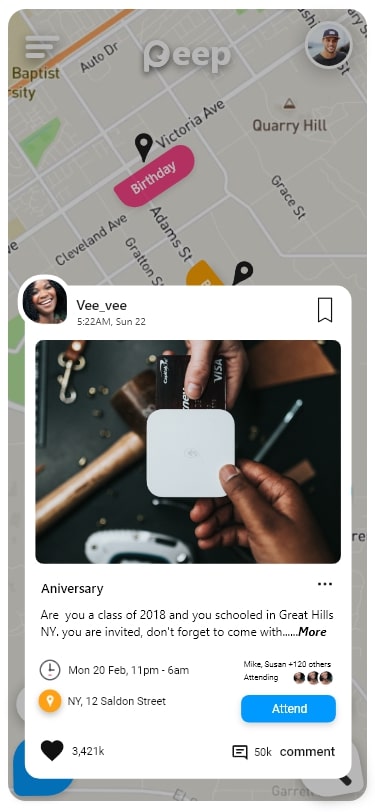 Baptist
sity
Auto Dr
Peep
Victoria Ave
Quarry Hill
Birthday
Grace St
Cleveland Ave
Adams St
Gratton St
Vee_vee
5:22AM, Sun 22
VISA
Aniversary
Are you a class of 2018 and you schooled in Great Hills
NY. you are invited, don't forget to come with......More
Mon 20 Feb, 11pm - 6am
Mike, Susan +120 others
Attending
NY, 12 Saldon Street
Attend
3,421k
50k comment